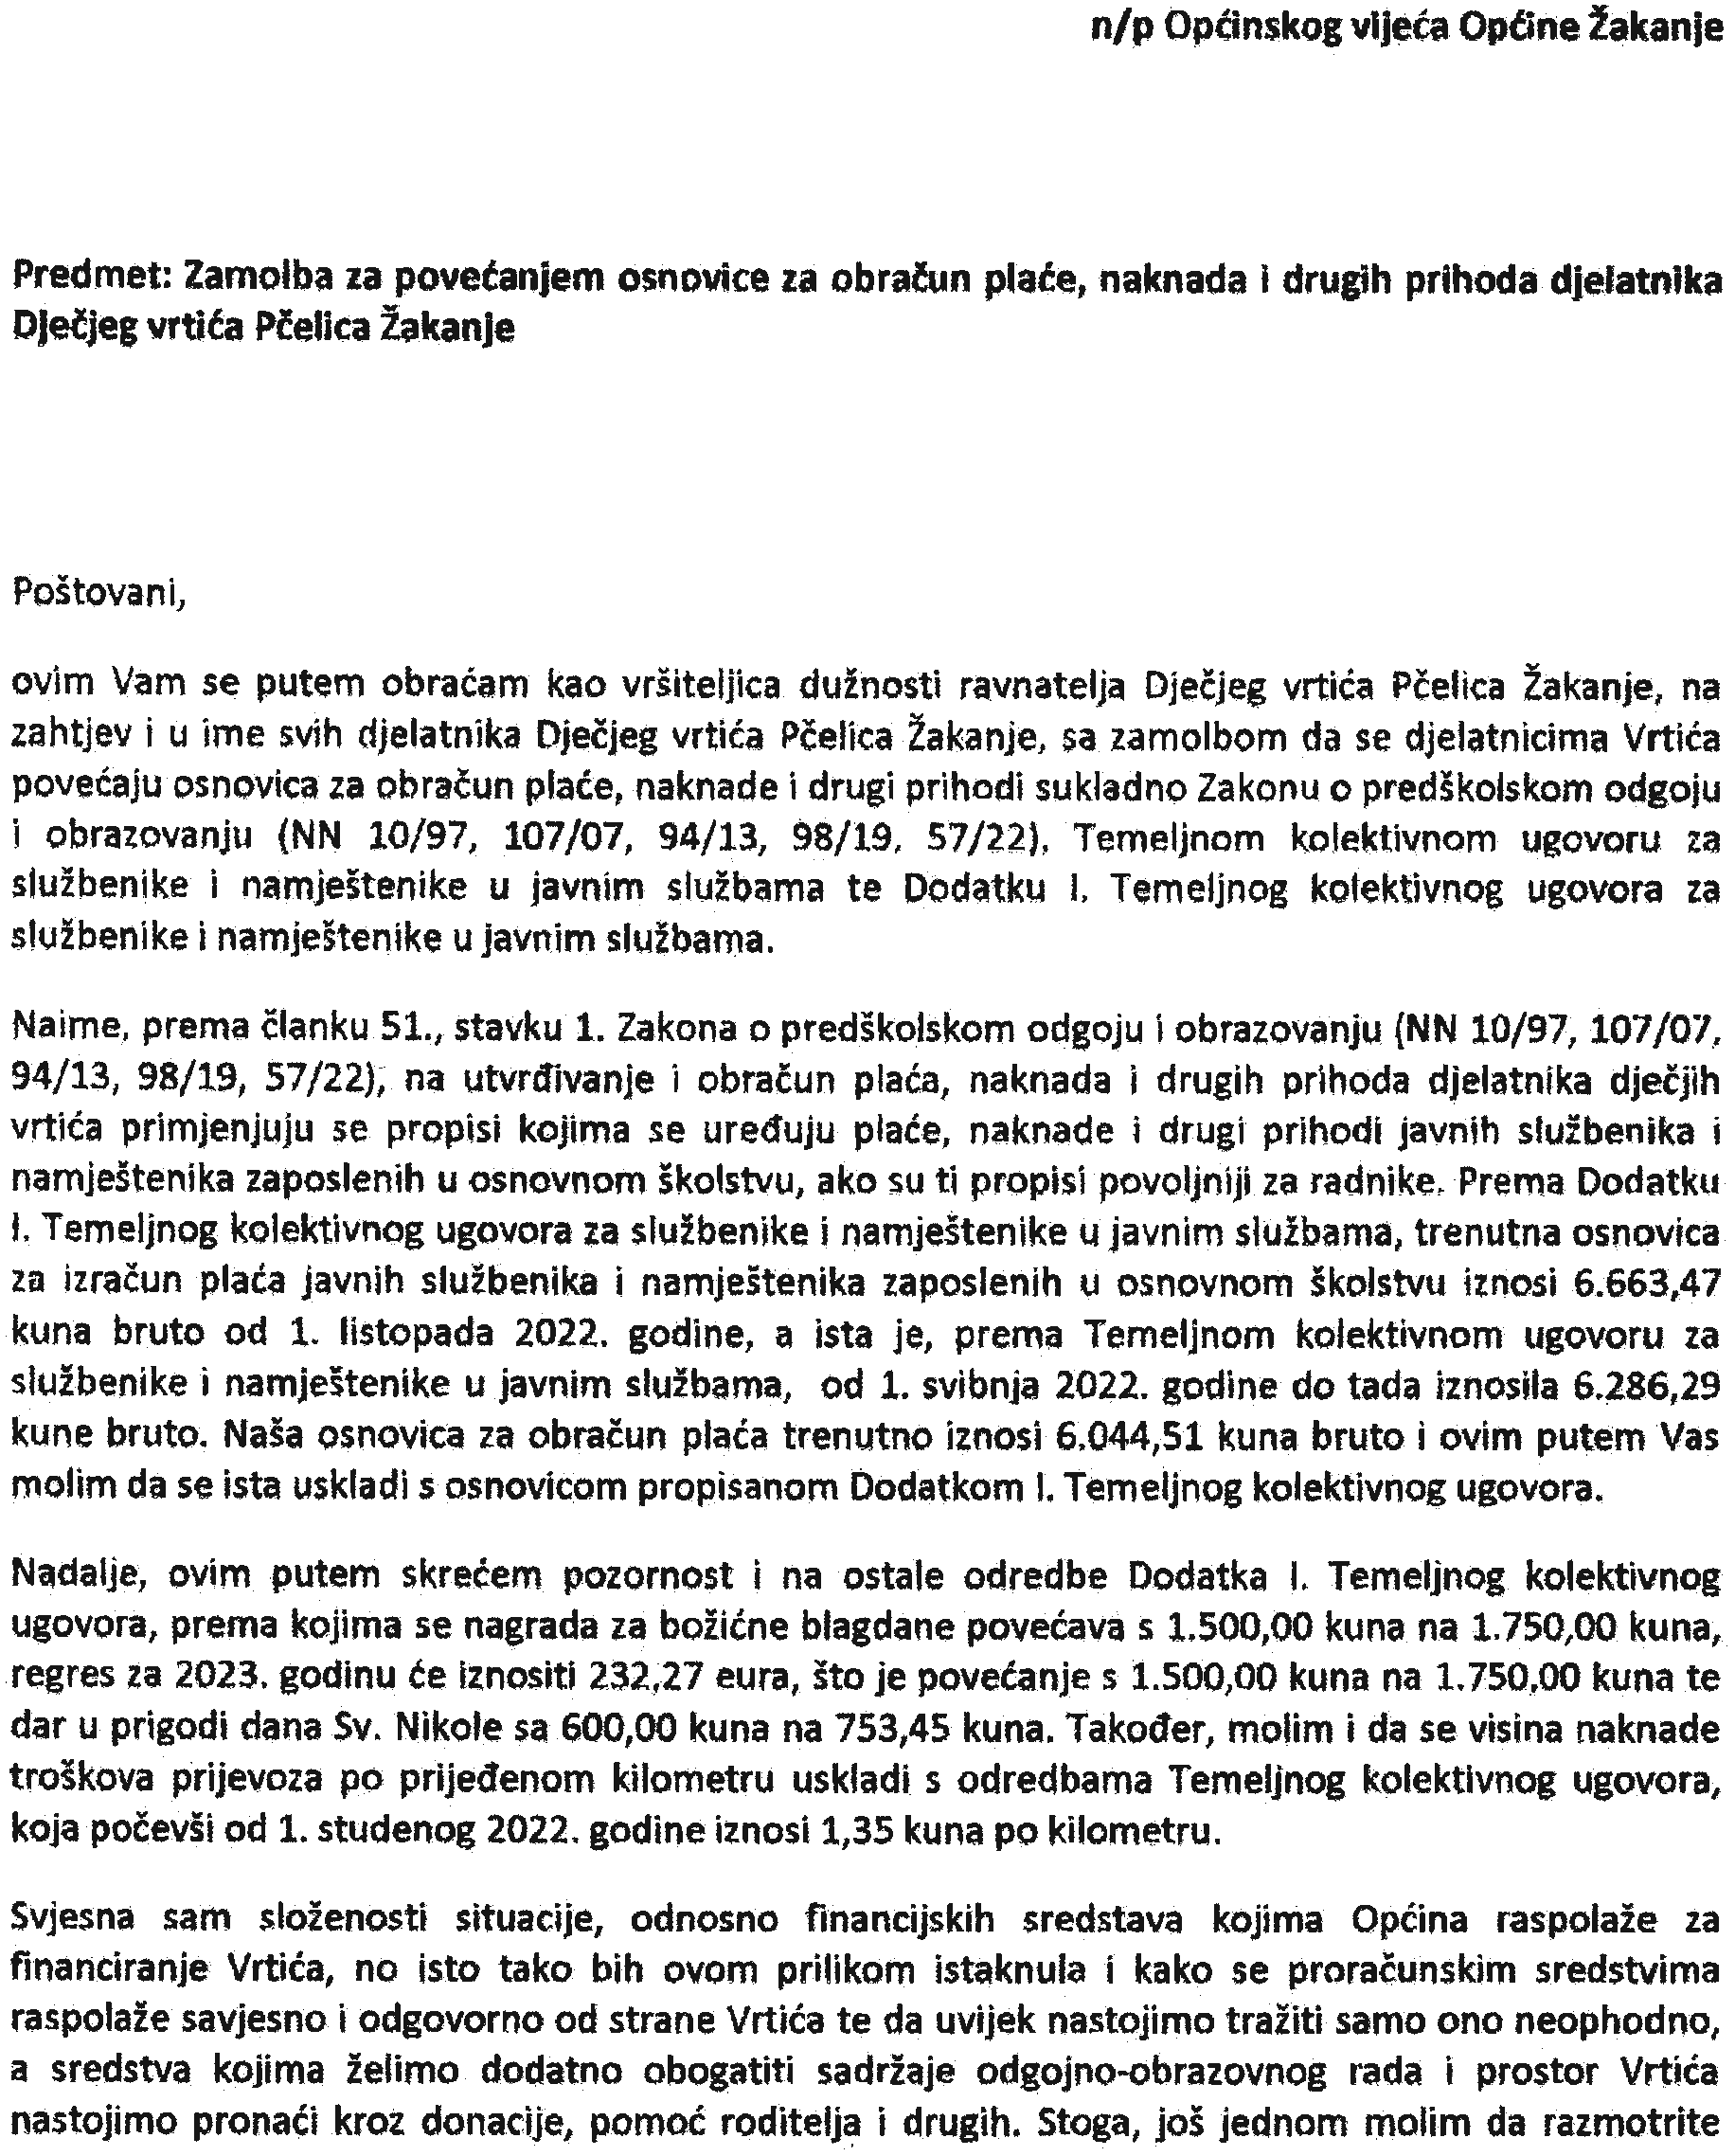 n/p Općinskog vijeća Općine Žakanje
Predmet: Zamolba za povećanjem osnovice za obračun plaće, naknada i drugih prihoda djelatnika
Dječjeg vrtića Pčelica Žakanje
Poštovani,
ovim Vam se putem obraćam kao vršiteljica dužnosti ravnatelja Dječjeg vrtića Pčelica Žakanje, na
zahtjev i u ime svih djelatnika Dječjeg vrtića Pčelica Žakanje, sa zamolbom da se djelatnicima Vrtića
povećaju osnovica za obračun plaće, naknade i drugi prihodi sukladno Zakonu o predškolskom odgoju
i obrazovanju (NN 10/97, 107/07, 94/13, 98/19, 57/22), Temeljnom kolektivnom ugovoru za
službenike i namještenike u javnim službama te Dodatku I. Temeljnog kolektivnog ugovora za
službenike i namještenike u javnim službama.
Naime, prema članku 51., stavku 1. Zakona o predškolskom odgoju i obrazovanju (NN 10/97, 107/07,
94/13, 98/19, 57/22), na utvrđivanje i obračun plaća, naknada i drugih prihoda djelatnika dječjih
vrtića primjenjuju se propisi kojima se uređuju plaće, naknade i drugi prihodi javnih službenika i
namještenika zaposlenih u osnovnom školstvu, ako su ti propisi povoljniji za radnike. Prema Dodatku
I. Temeljnog kolektivnog ugovora za službenike i namještenike u javnim službama, trenutna osnovica
za izračun plaća javnih službenika i namještenika zaposlenih u osnovnom školstvu iznosi 6.663,47
kuna bruto od 1. listopada 2022. godine, a ista je, prema Temeljnom kolektivnom ugovoru za
službenike i namještenike u javnim službama, od 1. svibnja 2022. godine do tada iznosila 6.286,29
kune bruto. Naša osnovica za obračun plaća trenutno iznosi 6.044,51 kuna bruto i ovim putem Vas
molim da se ista uskladi s osnovicom propisanom Dodatkom I. Temeljnog kolektivnog ugovora.
Nadalje, ovim putem skrećem pozornost i na ostale odredbe Dodatka I. Temeljnog kolektivnog
ugovora, prema kojima se nagrada za božićne blagdane povećava s 1.500,00 kuna na 1.750,00 kuna,
regres za 2023. godinu će iznositi 232,27 eura, što je povećanje s 1.500,00 kuna na 1.750,00 kuna te
dar u prigodi dana Sv. Nikole sa 600,00 kuna na 753,45 kuna. Također, molim i da se visina naknade
troškova prijevoza po prijeđenom kilometru uskladi s odredbama Temeljnog kolektivnog ugovora,
koja počevši od 1. studenog 2022. godine iznosi 1,35 kuna po kilometru.
Svjesna sam složenosti situacije, odnosno financijskih sredstava kojima Općina raspolaže za
financiranje Vrtića, no isto tako bih ovom prilikom istaknula i kako se proračunskim sredstvima
raspolaže savjesno i odgovorno od strane Vrtića te da uvijek nastojimo tražiti samo ono neophodno,
a sredstva kojima želimo dodatno obogatiti sadržaje odgojno-obrazovnog rada i prostor Vrtića
nastojimo pronaći kroz donacije, pomoć roditelja i drugih. Stoga, još jednom molim da razmotrite